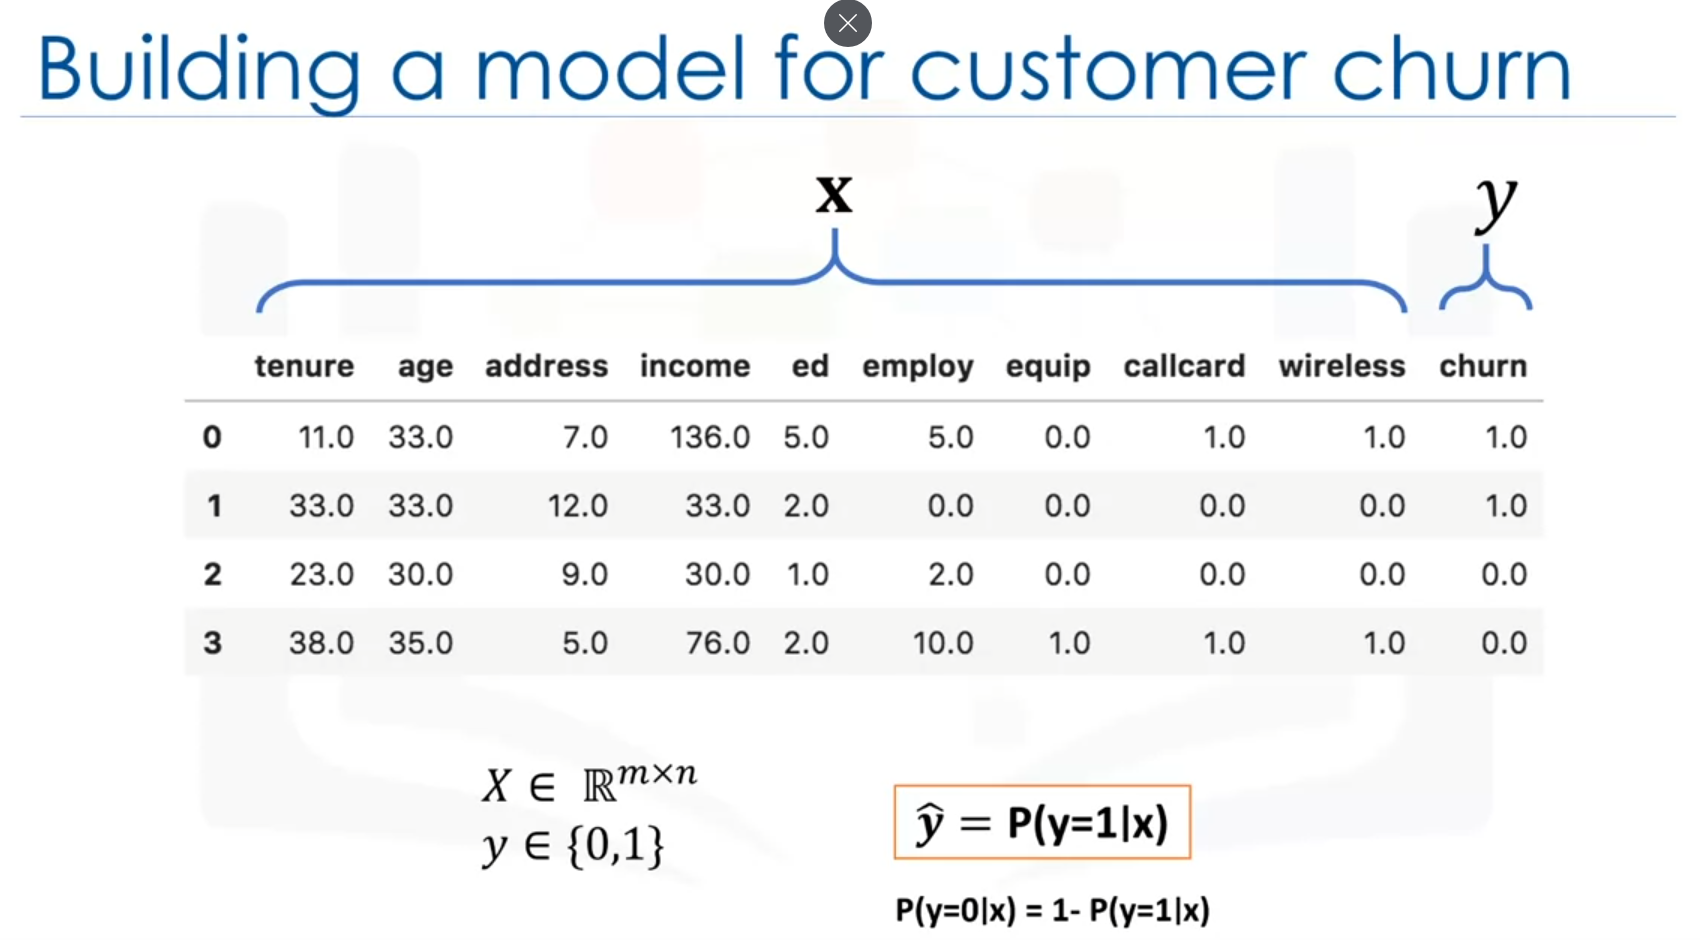 Building a model for customer churn
x y
tenure age address income ed employ equip callcard wireless churn
0 11.0 33.0 7.0 136.0 5.0 5.0 0.0 1.0 1.0 1.0
1 33.0 33.0 12.0 33.0 2.0 0.0 0.0 0.0 0.0 1.0
2 23.0 30.0 9.0 30.0 1.0 2.0 0.0 0.0 0.0 0.0
3 38.0 35.0 5.0 76.0 2.0 10.0 1.0 1.0 1.0 0.0
X ∈ ℝ^{m×n}
y ∈ {0,1}
ŷ = P(y=1|x)
P(y=0|x) = 1- P(y=1|x)